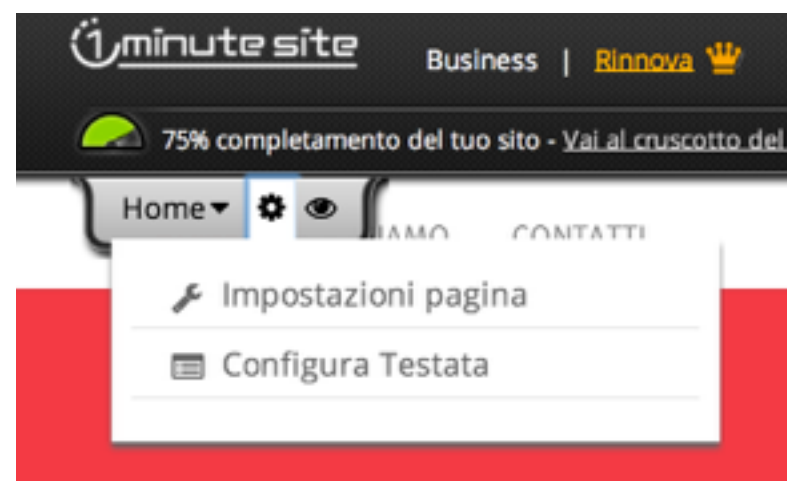 1minute site
Business | Rinnova
75% completamento del tuo sito - Vai al cruscotto del
Home
CONTATTI
Impostazioni pagina
Configura Testata